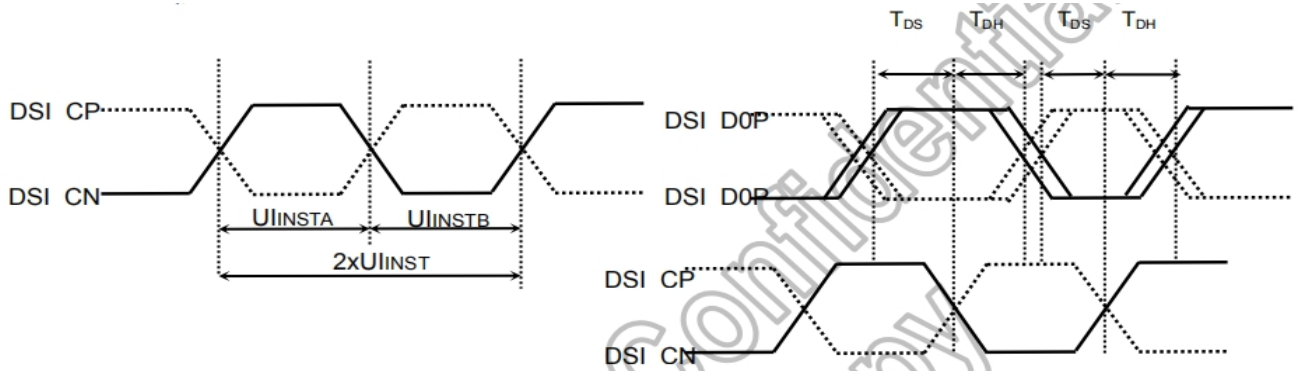 DSI CP
DSI CN
UIINSTA
UIINSTB
2xUIINST
TDS TDH TDS TDH
DSI D0P
DSI D0P
DSI CP
DSI CN
Confidential